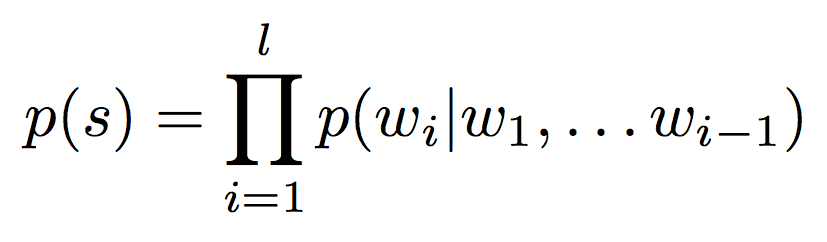 p(s) = ∏_{i=1}^{l} p(w_i|w_1, … w_{i−1})